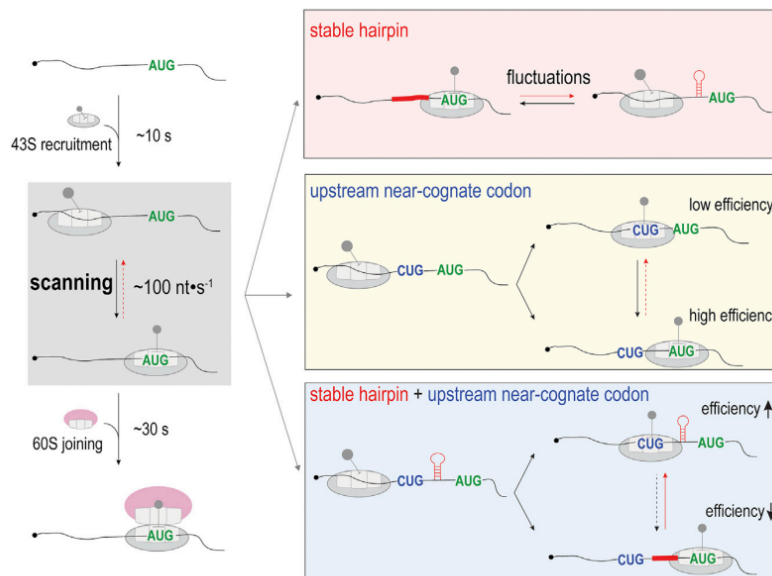 AUG
43S recruitment
~10 s
AUG
scanning
~100 nt•s⁻¹
AUG
60S joining
~30 s
AUG
stable hairpin
AUG
fluctuations
AUG
upstream near-cognate codon
CUG AUG
low efficiency
CUG AUG
high efficienc
CUG AUG
stable hairpin + upstream near-cognate codon
CUG AUG
efficiency
CUG AUG
efficiency
CUG AUG